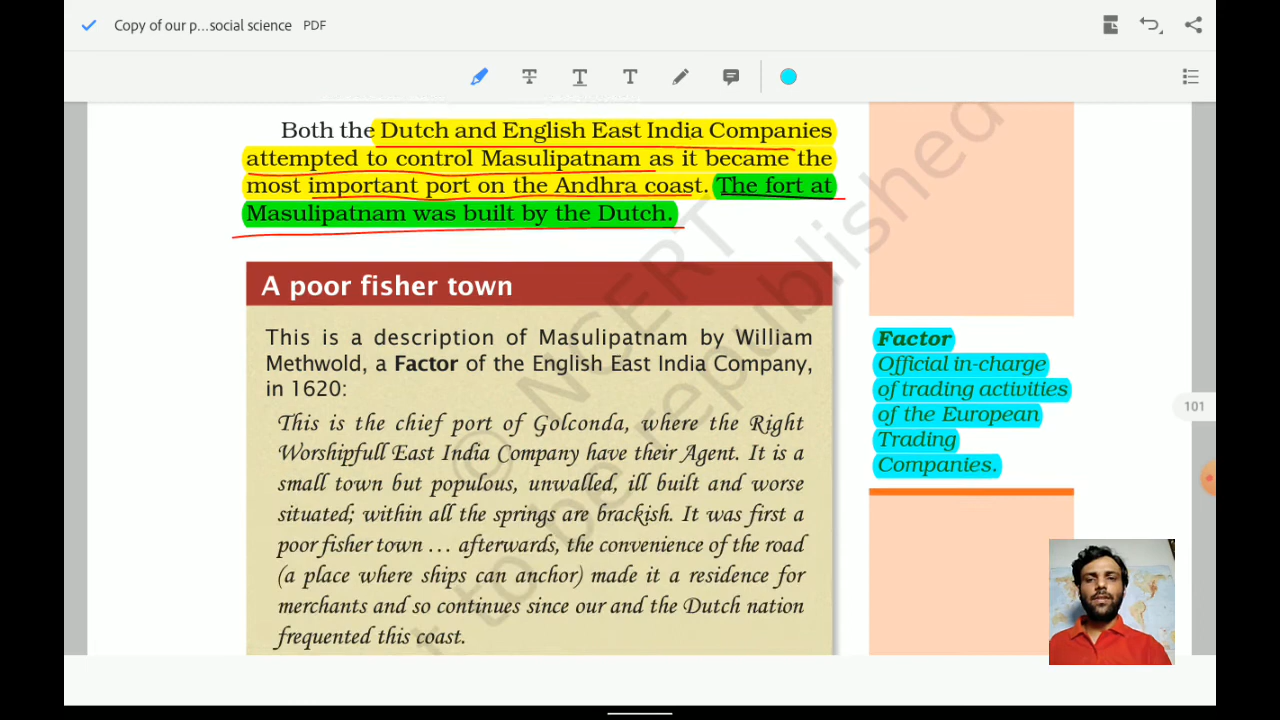 Copy of our p...social science PDF
Both the Dutch and English East India Companies
attempted to control Masulipatnam as it became the
most important port on the Andhra coast. The fort at
Masulipatnam was built by the Dutch.
A poor fisher town
This is a description of Masulipatnam by William
Methwold, a Factor of the English East India Company,
in 1620:
This is the chief port of Golconda, where the Right
Worshipfull East India Company have their Agent. It is a
small town but populous, unwalled, ill built and worse
situated; within all the springs are brackish. It was first a
poor fisher town … afterwards, the convenience of the road
(a place where ships can anchor) made it a residence for
merchants and so continues since our and the Dutch nation
frequented this coast.
Factor
Official in-charge
of trading activities
of the European
Trading
Companies.
101
© NCERT
t to be republished